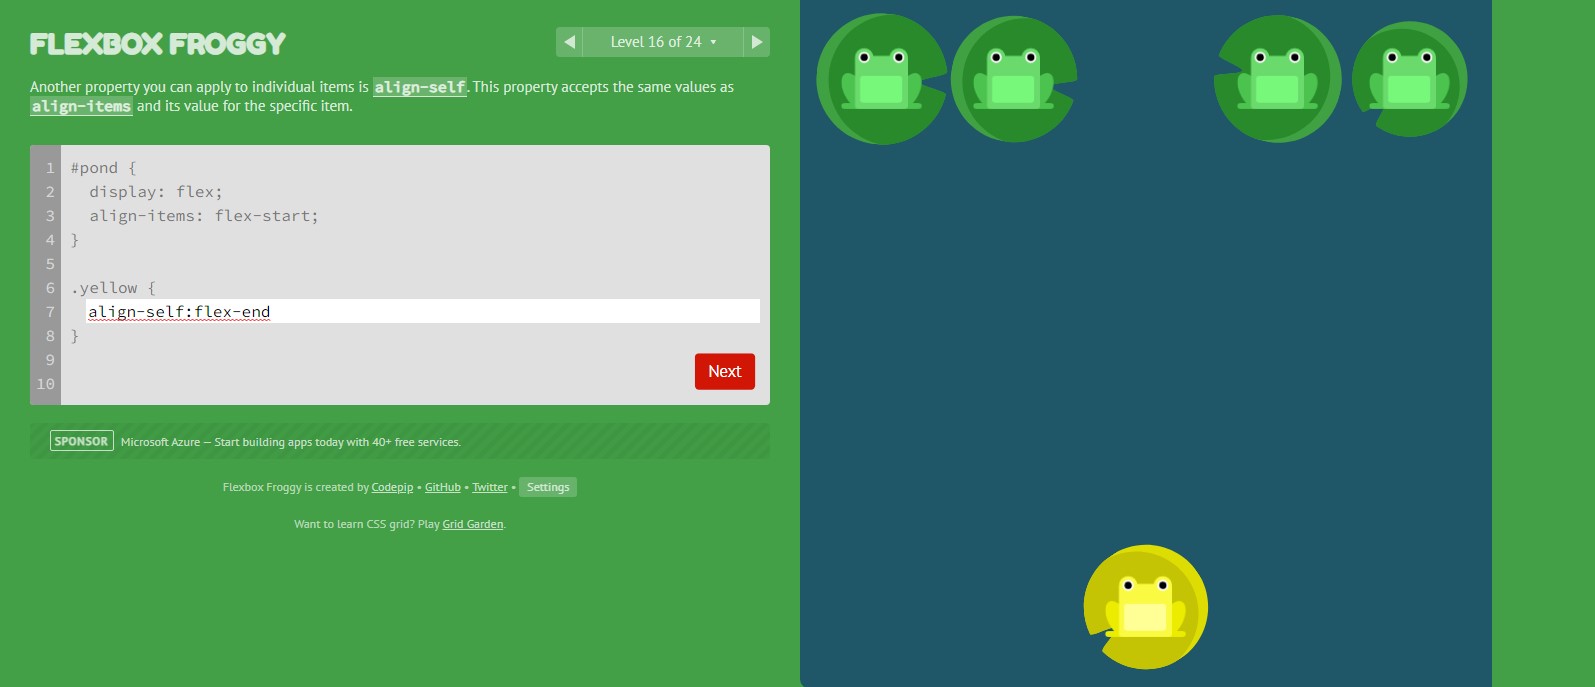 FLEXBOX FROGGY
Level 16 of 24
Another property you can apply to individual items is align-self. This property accepts the same values as
align-items and its value for the specific item.
1 #pond {
2 display: flex;
3 align-items: flex-start;
4 }
5
6 .yellow {
7 align-self:flex-end
8 }
9
10
Next
SPONSOR Microsoft Azure — Start building apps today with 40+ free services.
Flexbox Froggy is created by Codepip • GitHub • Twitter • Settings
Want to learn CSS grid? Play Grid Garden.